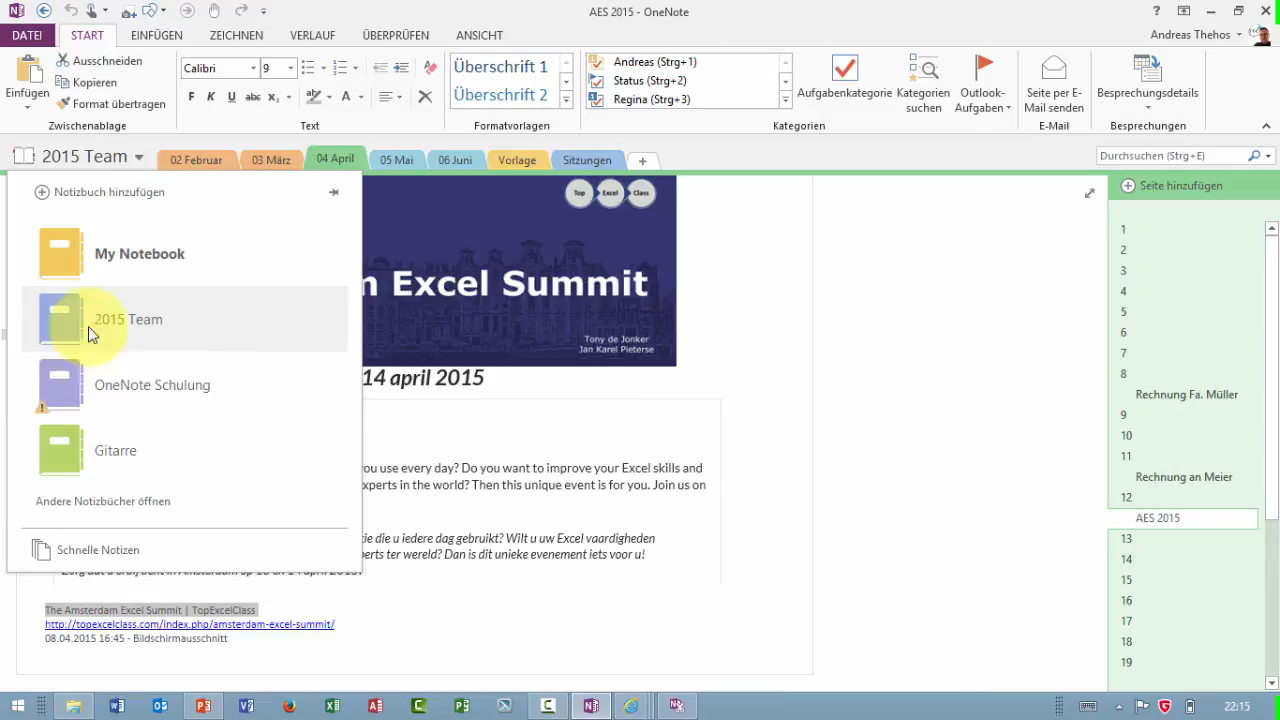 AES 2015 - OneNote
DATEI START EINFÜGEN ZEICHNEN VERLAUF ÜBERPRÜFEN ANSICHT Andreas Thehos
Einfügen
Ausschneiden
Kopieren
Format übertragen
Zwischenablage
Calibri 9
F K U abc x₂ A
Text
Überschrift 1
Überschrift 2
Formatvorlagen
Andreas (Strg+1)
Status (Strg+2)
Regina (Strg+3)
Aufgabenkategorie
Kategorien suchen
Outlook-Aufgaben
Kategorien
Seite per E-Mail senden
E-Mail
Besprechungsdetails
Besprechungen
2015 Team 02 Februar 03 März 04 April 05 Mai 06 Juni Vorlage Sitzungen Durchsuchen (Strg+E)
Notizbuch hinzufügen
My Notebook
2015 Team
OneNote Schulung
Gitarre
Andere Notizbücher öffnen
Schnelle Notizen
Top Excel Class
n Excel Summit
Tony de Jonker
Jan Karel Pieterse
14 april 2015
you use every day? Do you want to improve your Excel skills and
xperts in the world? Then this unique event is for you. Join us on
tie die u iedere dag gebruikt? Wilt u uw Excel vaardigheden
perts ter wereld? Dan is dit unieke evenement iets voor u!
The Amsterdam Excel Summit | TopExcelClass
http://topexcelclass.com/index.php/amsterdam-excel-summit/
08.04.2015 16:45 - Bildschirmausschnitt
Seite hinzufügen
1
2
3
4
5
6
7
8
Rechnung Fa. Müller
9
10
11
Rechnung an Meier
12
AES 2015
13
14
15
16
17
18
19
22:15